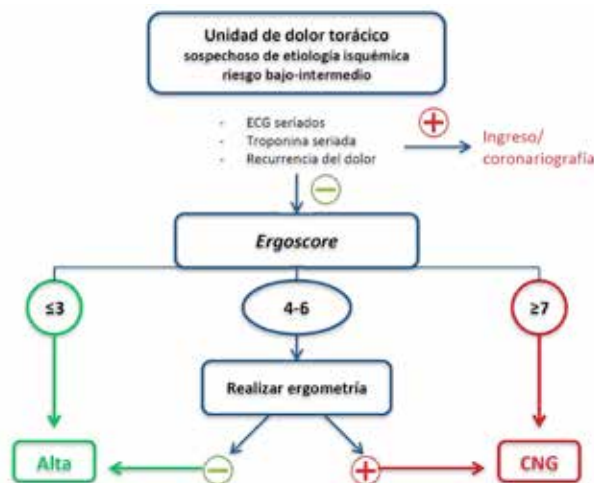 Unidad de dolor torácico
sospechoso de etiología isquémica
riesgo bajo-intermedio
- ECG seriados
- Troponina seriada
- Recurrencia del dolor
+
Ingreso/
coronariografía
−
Ergoscore
≤3
4-6
≥7
Realizar ergometría
Alta
−
+
CNG